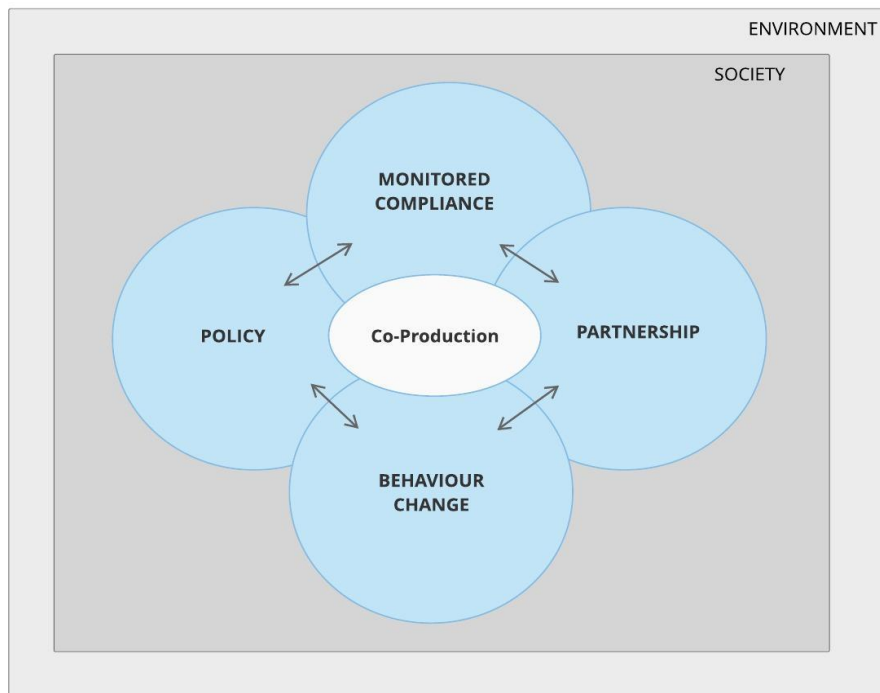 ENVIRONMENT
SOCIETY
MONITORED
COMPLIANCE
POLICY
Co-Production
PARTNERSHIP
BEHAVIOUR
CHANGE